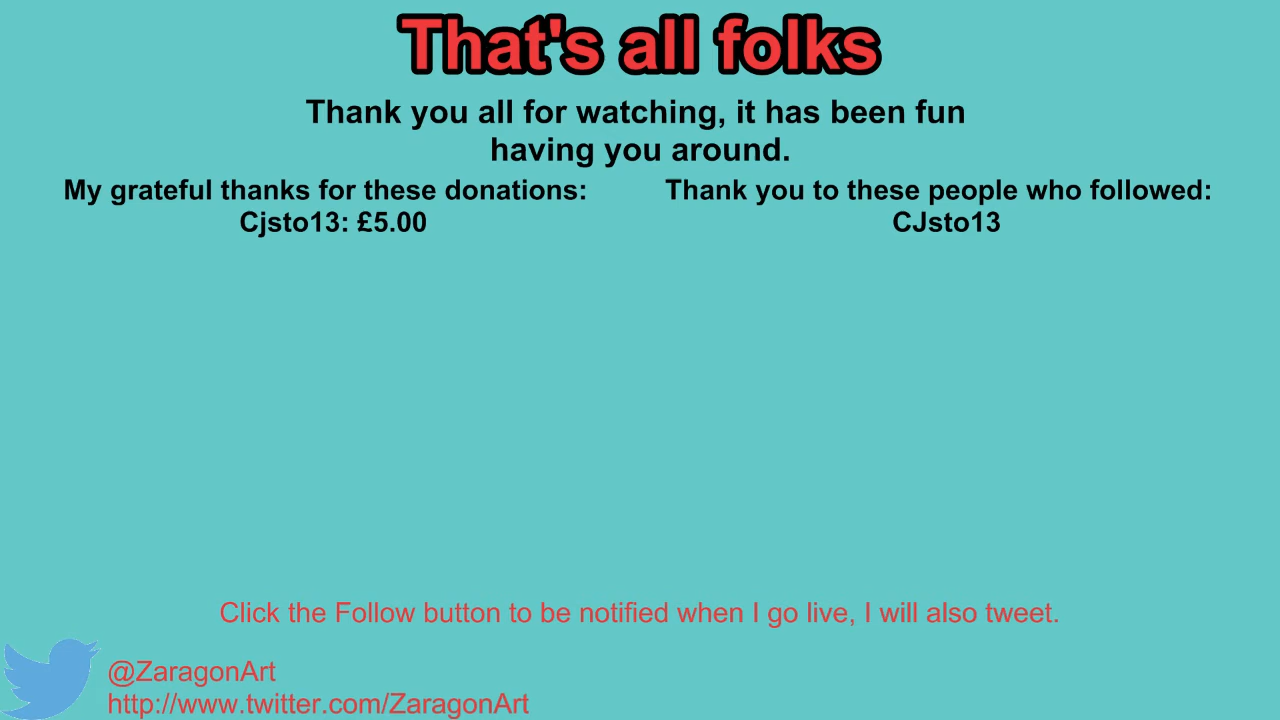 That's all folks
Thank you all for watching, it has been fun
having you around.
My grateful thanks for these donations:
Cjsto13: £5.00
Thank you to these people who followed:
CJsto13
Click the Follow button to be notified when I go live, I will also tweet.
@ZaragonArt
http://www.twitter.com/ZaragonArt